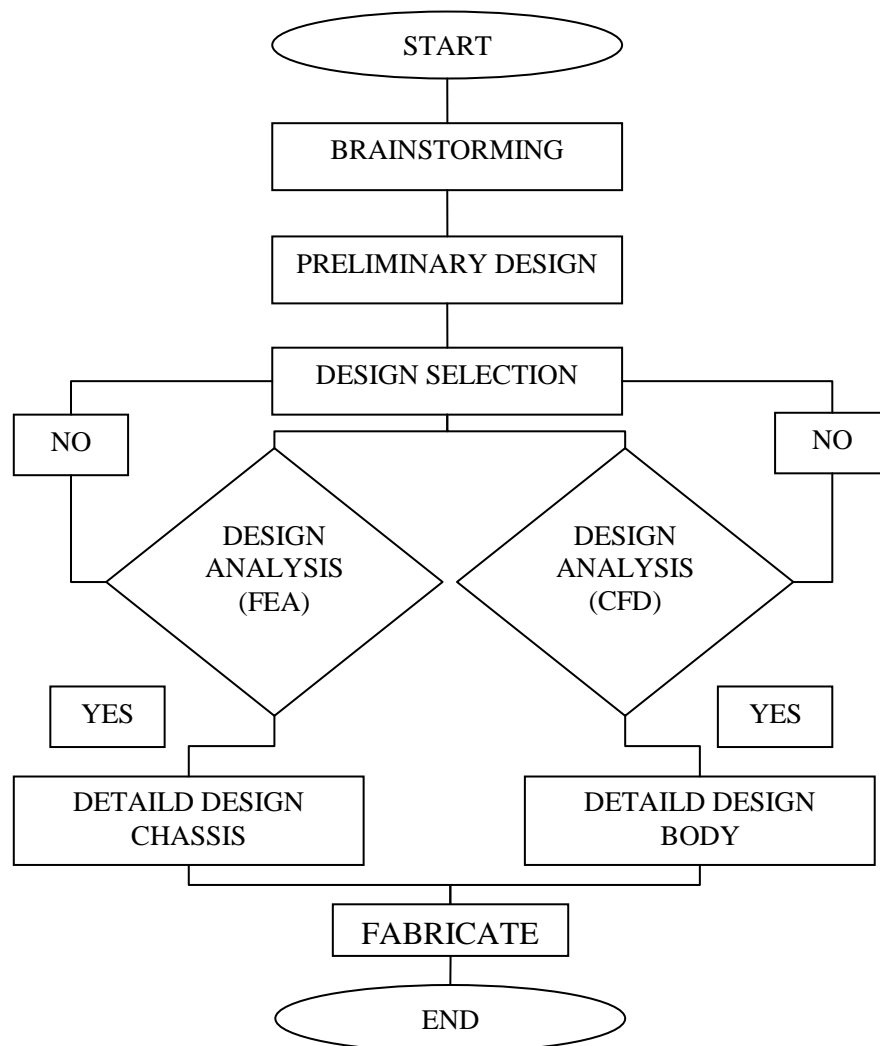 START
BRAINSTORMING
PRELIMINARY DESIGN
DESIGN SELECTION
NO
NO
DESIGN
ANALYSIS
(FEA)
DESIGN
ANALYSIS
(CFD)
YES
YES
DETAILD DESIGN
CHASSIS
DETAILD DESIGN
BODY
FABRICATE
END